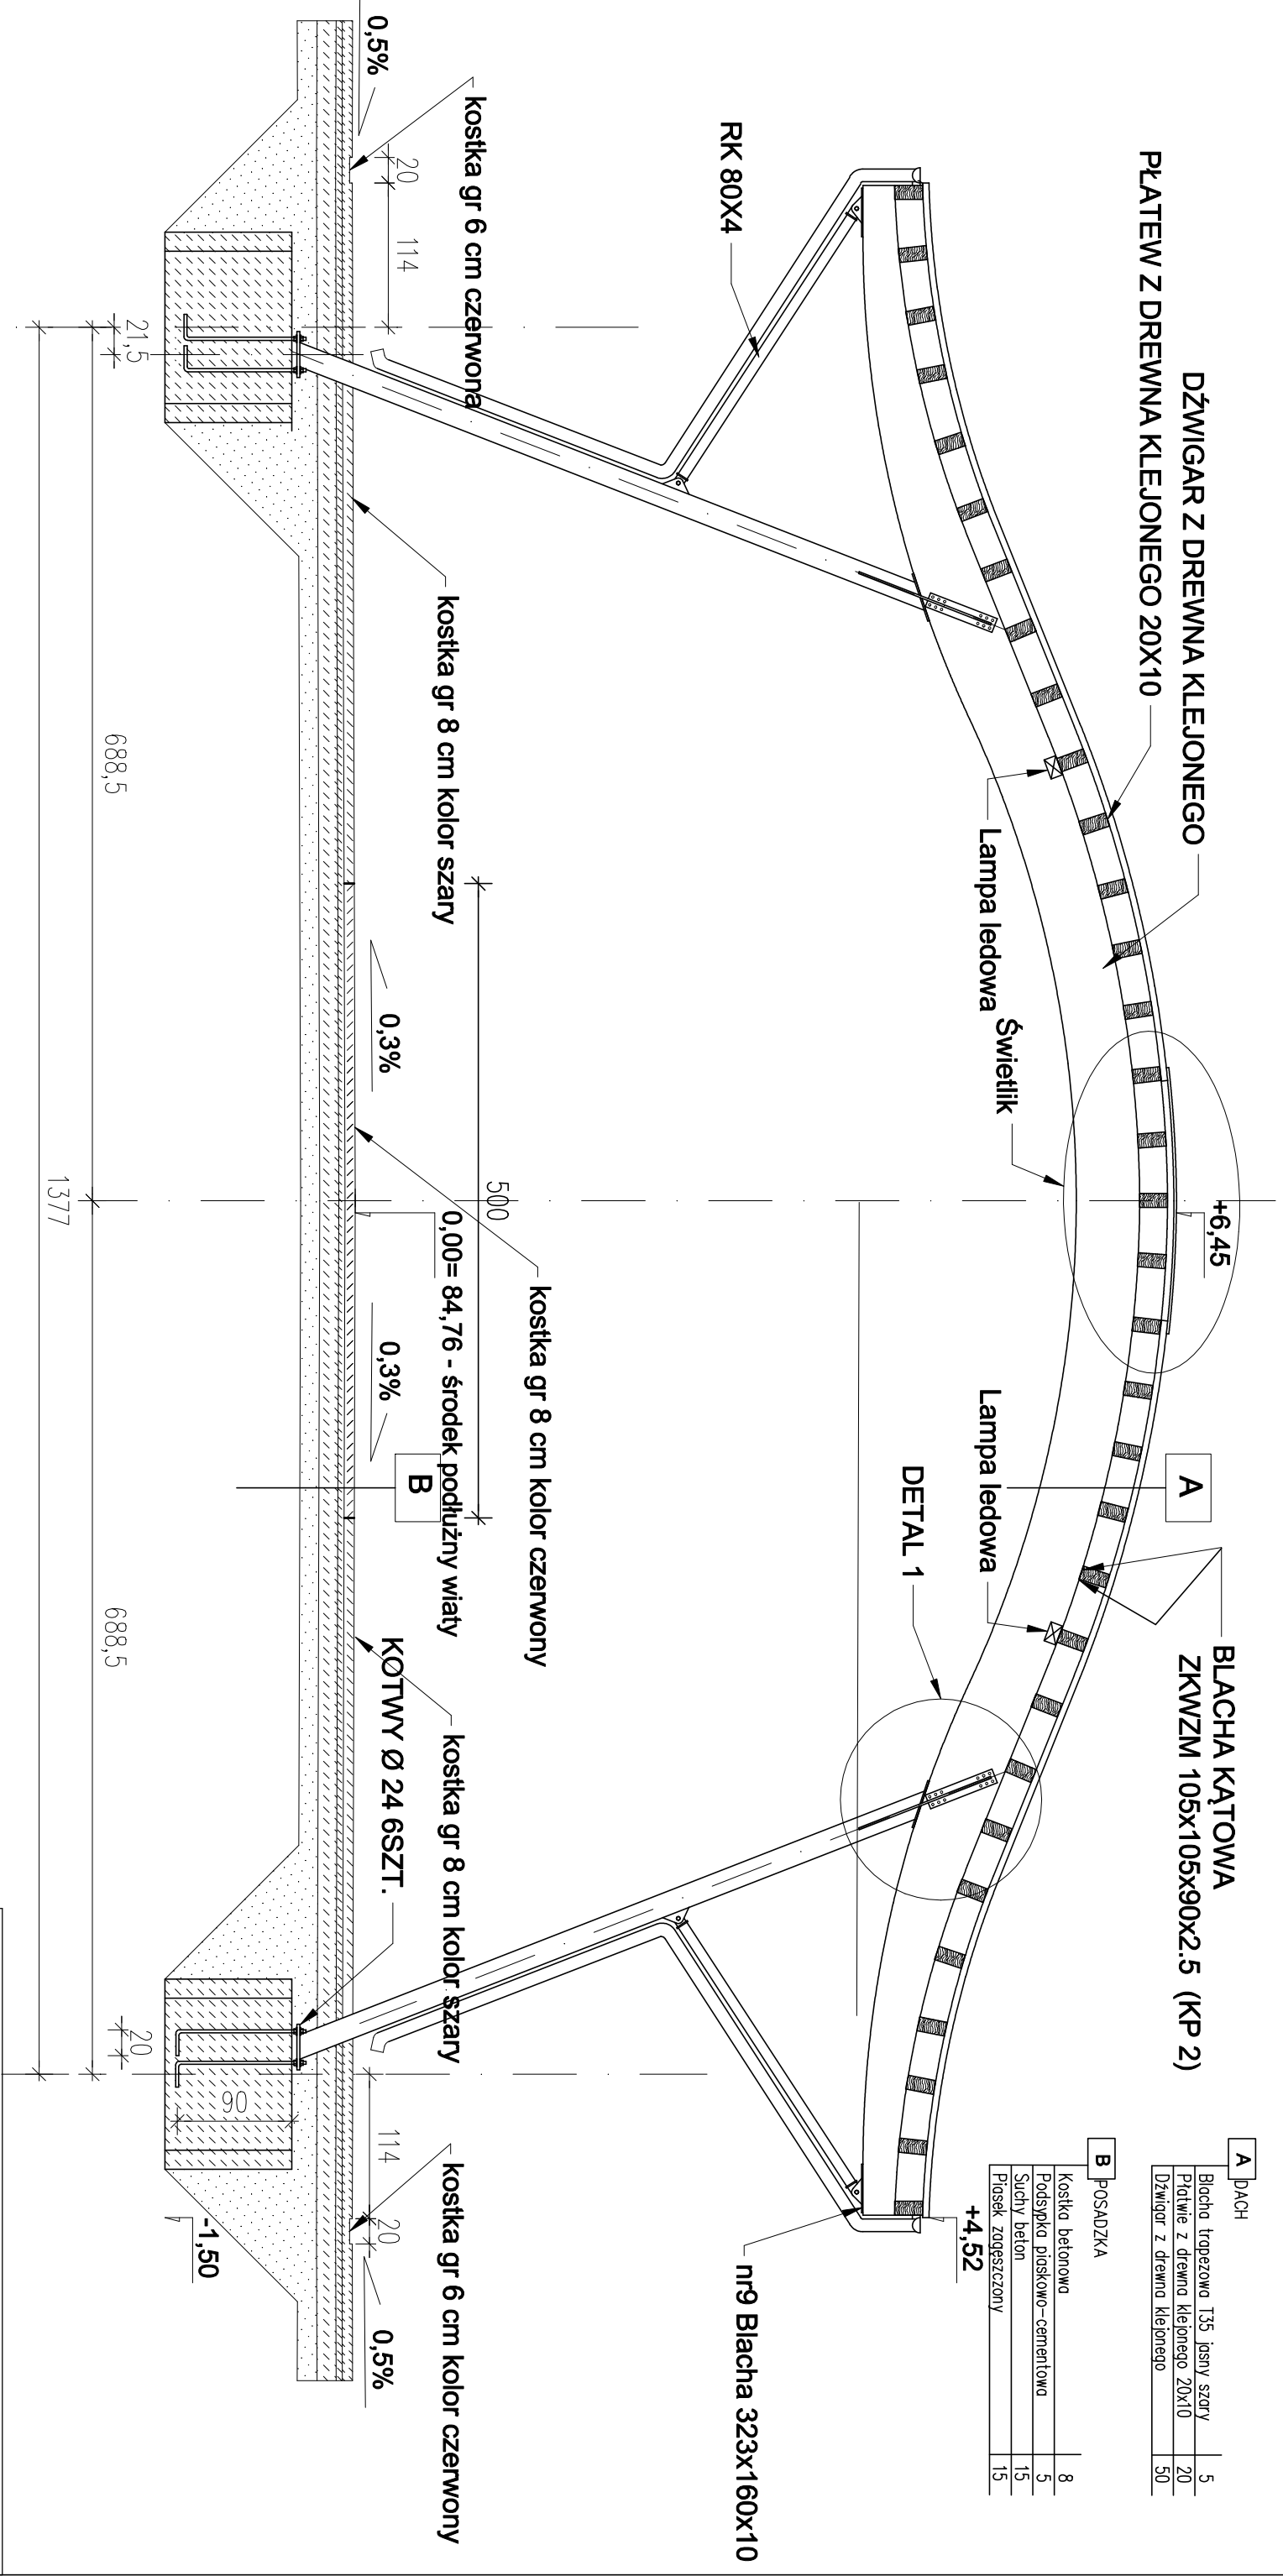 A
DACH
Blacha trapezowa T35 jasny szary 5
Płatwie z drewna klejonego 20x10 20
Dźwigar z drewna klejonego 50
B
POSADZKA
Kostka betonowa 8
Podsypka piaskowo-cementowa 5
Suchy beton 15
Piasek zagęszczony 15
DŹWIGAR Z DREWNA KLEJONEGO
PŁATEW Z DREWNA KLEJONEGO 20X10
+6,45
A
BLACHA KĄTOWA
ZKWZM 105x105x90x2.5 (KP 2)
Świetlik
Lampa ledowa
Lampa ledowa
DETAL 1
+4,52
RK 80X4
nr9 Blacha 323x160x10
kostka gr 6 cm czerwona
kostka gr 8 cm kolor szary
500
kostka gr 8 cm kolor czerwony
0,00= 84,76 - środek podłużny wiaty
B
kostka gr 8 cm kolor szary
kostka gr 6 cm kolor czerwony
KOTWY Ø 24 6SZT.
0,5%
20
114
0,3%
0,3%
114
20
0,5%
21,5
688,5
688,5
20
90
-1,50
1377